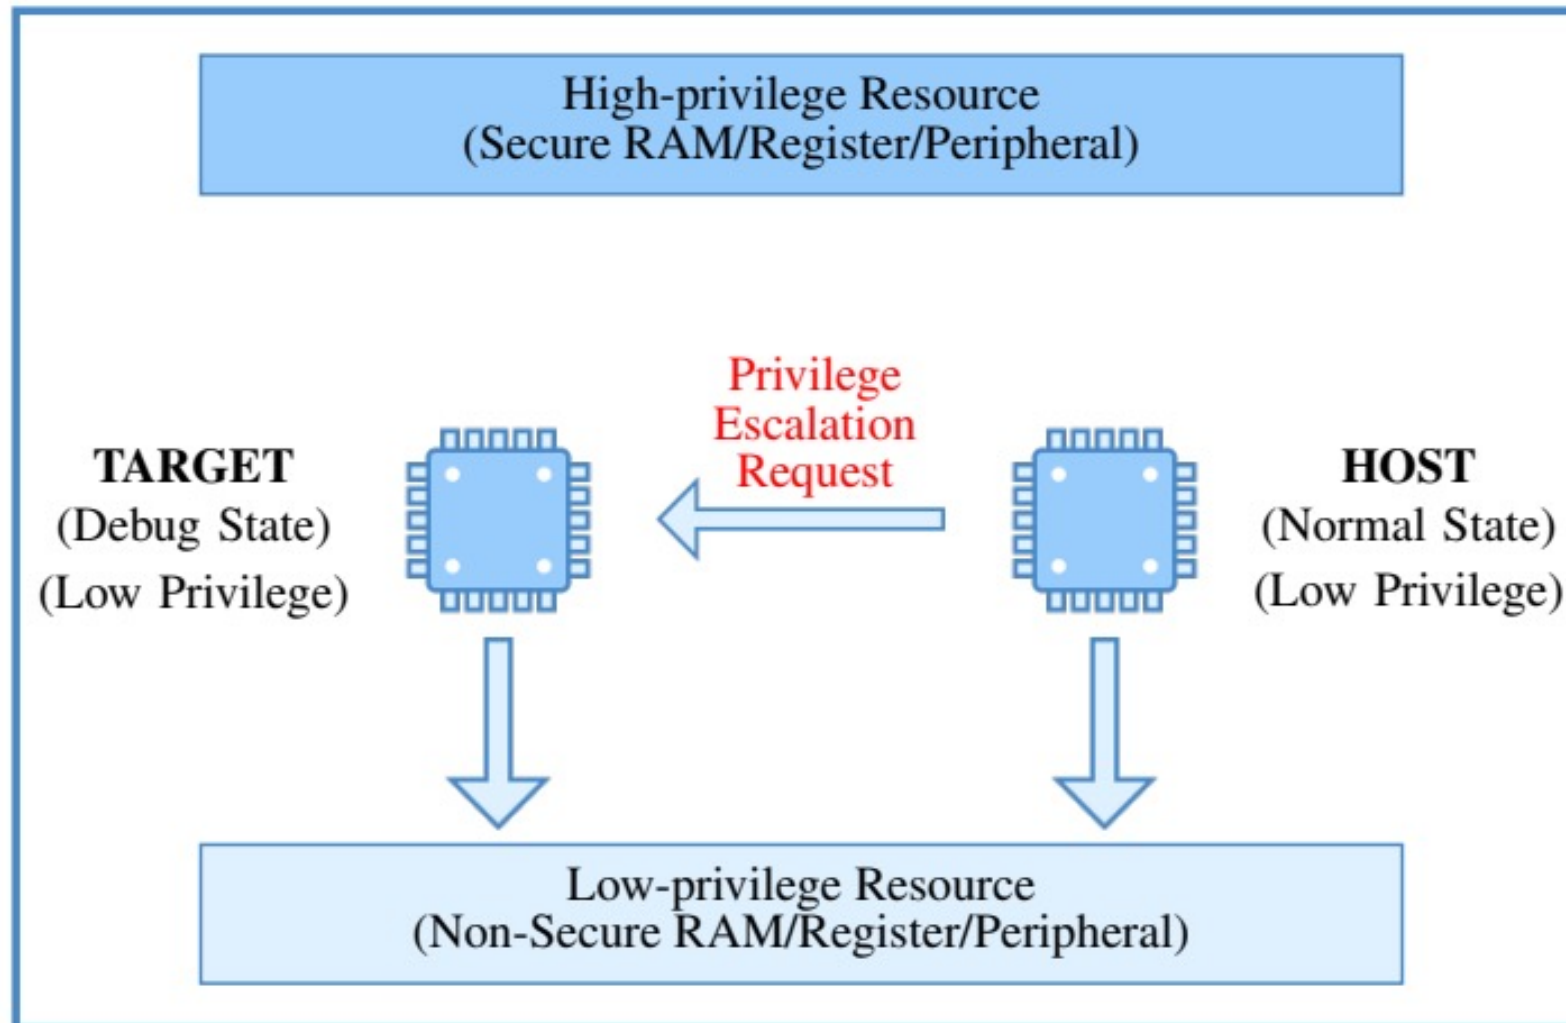 High-privilege Resource
(Secure RAM/Register/Peripheral)
Privilege
Escalation
Request
TARGET
(Debug State)
(Low Privilege)
HOST
(Normal State)
(Low Privilege)
Low-privilege Resource
(Non-Secure RAM/Register/Peripheral)